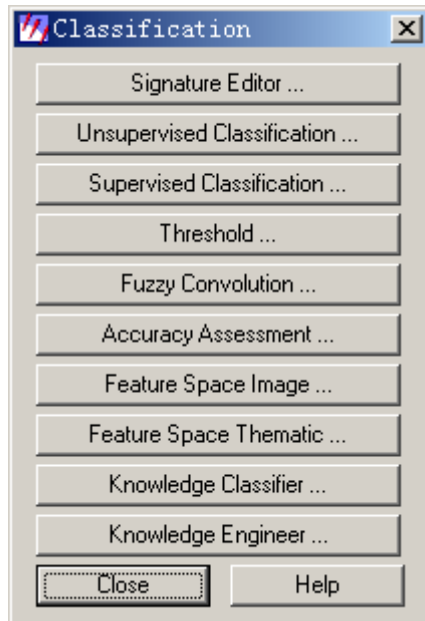 Classification
Signature Editor ...
Unsupervised Classification ...
Supervised Classification ...
Threshold ...
Fuzzy Convolution ...
Accuracy Assessment ...
Feature Space Image ...
Feature Space Thematic ...
Knowledge Classifier ...
Knowledge Engineer ...
Close Help